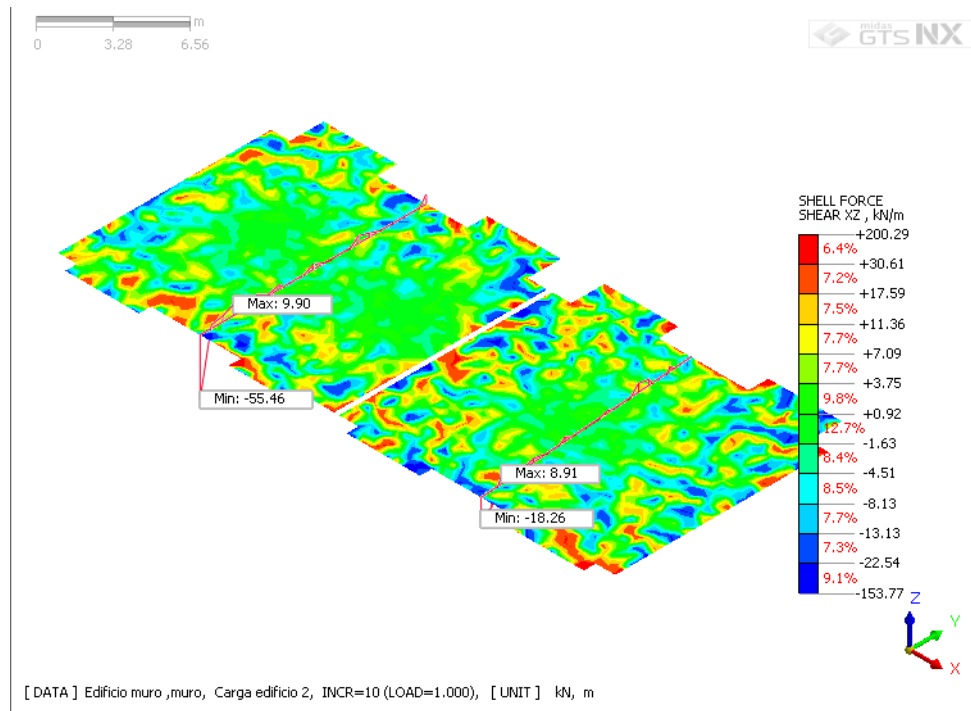 m
0 3.28 6.56
midas
GTS NX
SHELL FORCE
SHEAR XZ , kN/m
+200.29
6.4%
+30.61
7.2%
+17.59
7.5%
+11.36
7.7%
+7.09
7.7%
+3.75
9.8%
+0.92
12.7%
-1.63
8.4%
-4.51
8.5%
-8.13
7.7%
-13.13
7.3%
-22.54
9.1%
-153.77
Max: 9.90
Min: -55.46
Max: 8.91
Min: -18.26
Z
Y
X
[ DATA ] Edificio muro ,muro, Carga edificio 2, INCR=10 (LOAD=1.000), [ UNIT ] kN, m